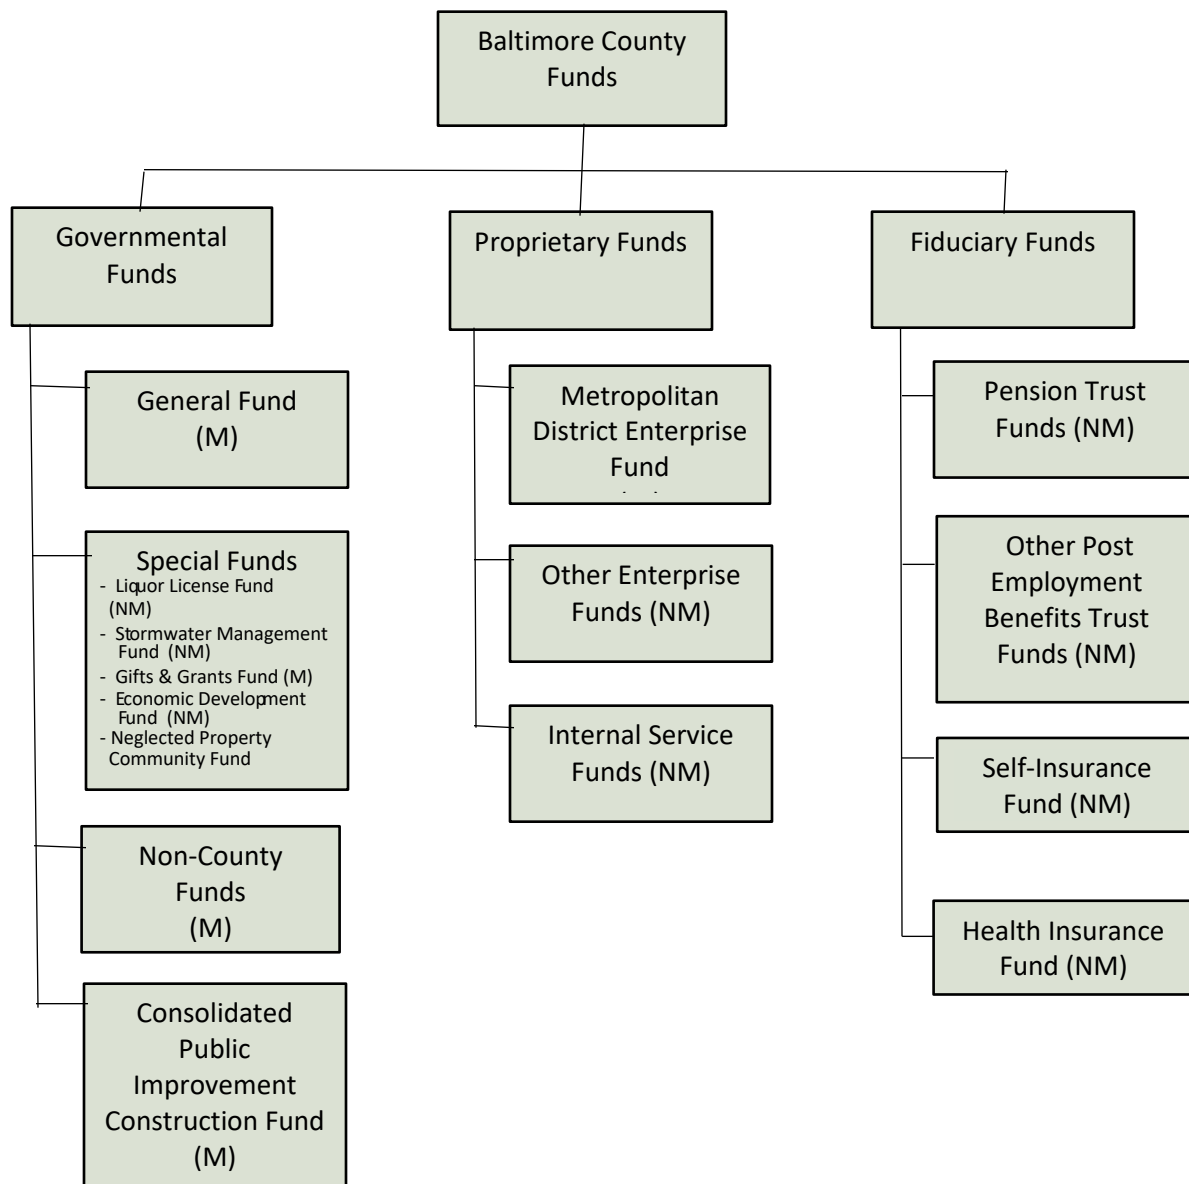 Baltimore County
Funds
Governmental
Funds
General Fund
(M)
Special Funds
- Liquor License Fund
(NM)
- Stormwater Management
Fund (NM)
- Gifts & Grants Fund (M)
- Economic Development
Fund (NM)
- Neglected Property
Community Fund
Non-County
Funds
(M)
Consolidated
Public
Improvement
Construction Fund
(M)
Proprietary Funds
Metropolitan
District Enterprise
Fund
Other Enterprise
Funds (NM)
Internal Service
Funds (NM)
Fiduciary Funds
Pension Trust
Funds (NM)
Other Post
Employment
Benefits Trust
Funds (NM)
Self-Insurance
Fund (NM)
Health Insurance
Fund (NM)